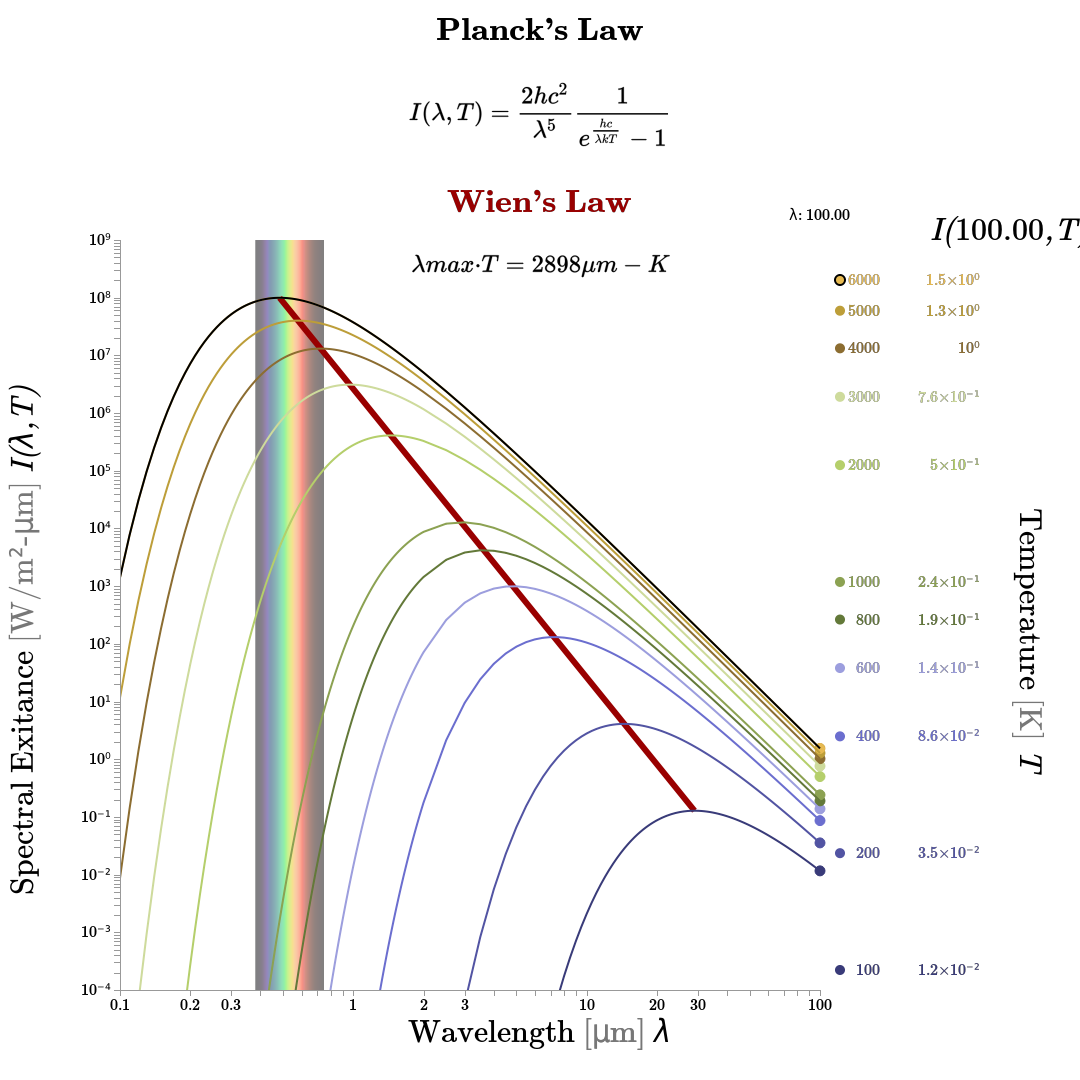 Planck's Law
I(λ, T) = 2hc² / λ⁵ 1 / e^(hc/λkT) − 1
Wien's Law
λmax·T = 2898μm − K
λ: 100.00
I(100.00, T
6000 1.5×10⁰
5000 1.3×10⁰
4000 10⁰
3000 7.6×10⁻¹
2000 5×10⁻¹
1000 2.4×10⁻¹
800 1.9×10⁻¹
600 1.4×10⁻¹
400 8.6×10⁻²
200 3.5×10⁻²
100 1.2×10⁻²
Temperature [K] T
Spectral Exitance [W/m²-μm] I(λ, T)
10⁹
10⁸
10⁷
10⁶
10⁵
10⁴
10³
10²
10¹
10⁰
10⁻¹
10⁻²
10⁻³
10⁻⁴
0.1 0.2 0.3 1 2 3 10 20 30 100
Wavelength [μm] λ